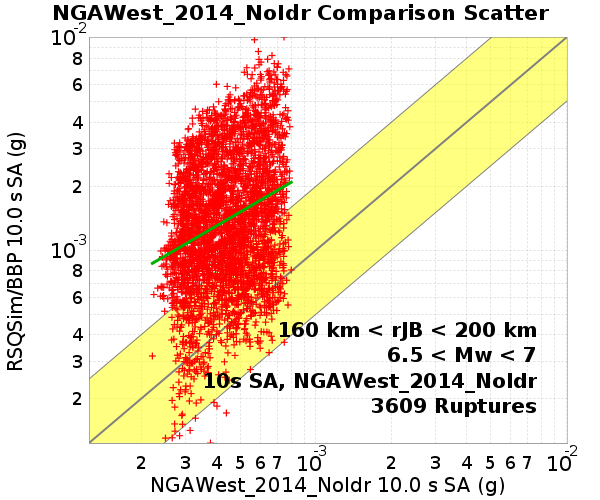 NGAWest_2014_NoIdr Comparison Scatter
10-2
8
6
4
3
2
10-3
8
6
4
3
2
RSQSim/BBP 10.0 s SA (g)
160 km < rJB < 200 km
6.5 < Mw < 7
10s SA, NGAWest_2014_NoIdr
3609 Ruptures
2 3 4 5 6 7 10-3 2 3 4 5 6 7 10-2
NGAWest_2014_NoIdr 10.0 s SA (g)